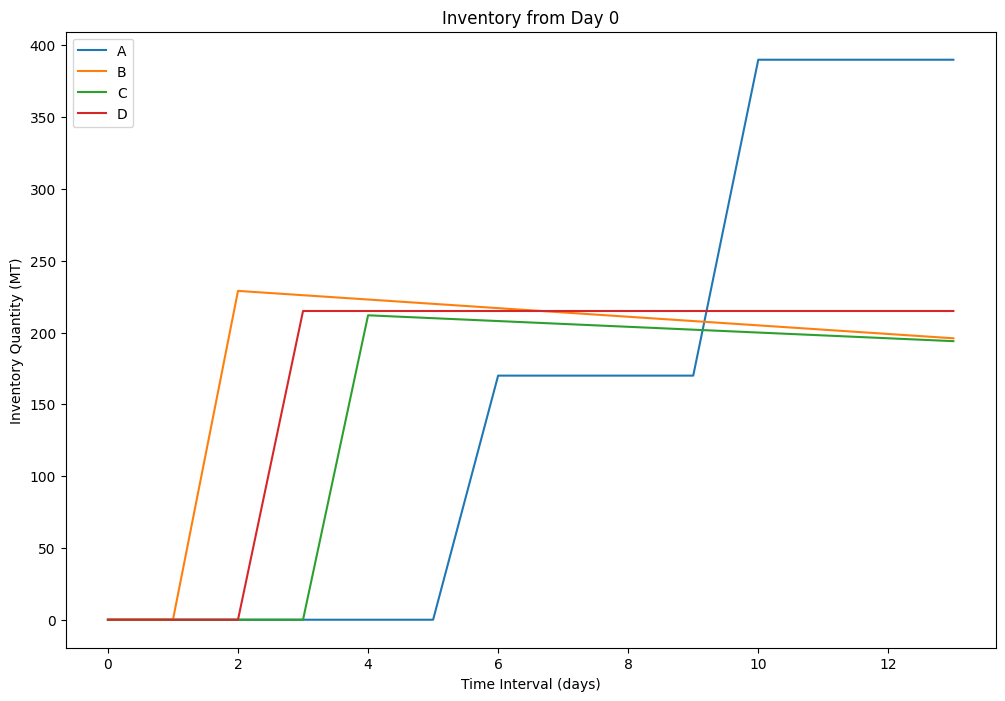 Inventory from Day 0
A
B
C
D
400
350
300
250
200
150
100
50
0
Inventory Quantity (MT)
0 2 4 6 8 10 12
Time Interval (days)